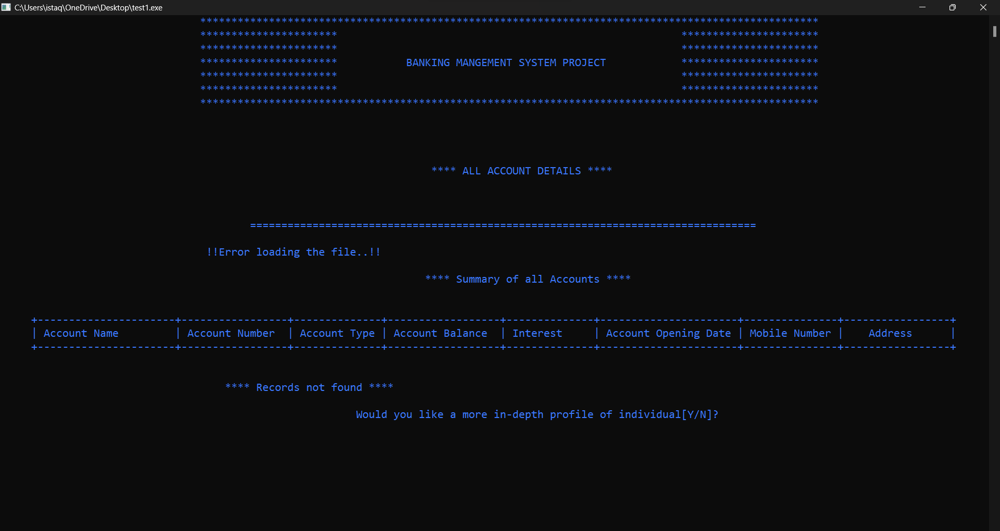 C:\Users\istaq\OneDrive\Desktop\test1.exe
***************************************************************************************************
**********************                                                       **********************
**********************                                                       **********************
**********************           BANKING MANGEMENT SYSTEM PROJECT            **********************
**********************                                                       **********************
**********************                                                       **********************
***************************************************************************************************
**** ALL ACCOUNT DETAILS ****
=================================================================================
!!Error loading the file..!!
**** Summary of all Accounts ****
+----------------------+-----------------+--------------+------------------+--------------+----------------------+---------------+-----------------+
| Account Name         | Account Number  | Account Type | Account Balance  | Interest     | Account Opening Date | Mobile Number |    Address      |
+----------------------+-----------------+--------------+------------------+--------------+----------------------+---------------+-----------------+
**** Records not found ****
Would you like a more in-depth profile of individual[Y/N]?